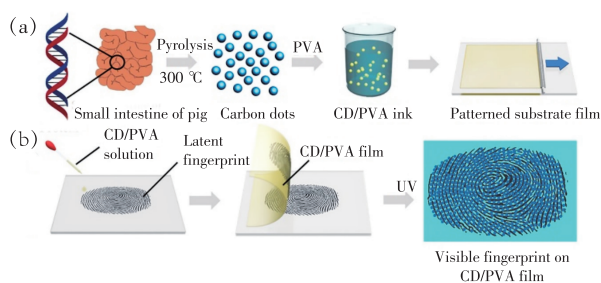 (a)
Pyrolysis
300 ℃
PVA
Small intestine of pig
Carbon dots
CD/PVA ink
Patterned substrate film
(b)
CD/PVA
solution
Latent
fingerprint
CD/PVA film
UV
Visible fingerprint on
CD/PVA film